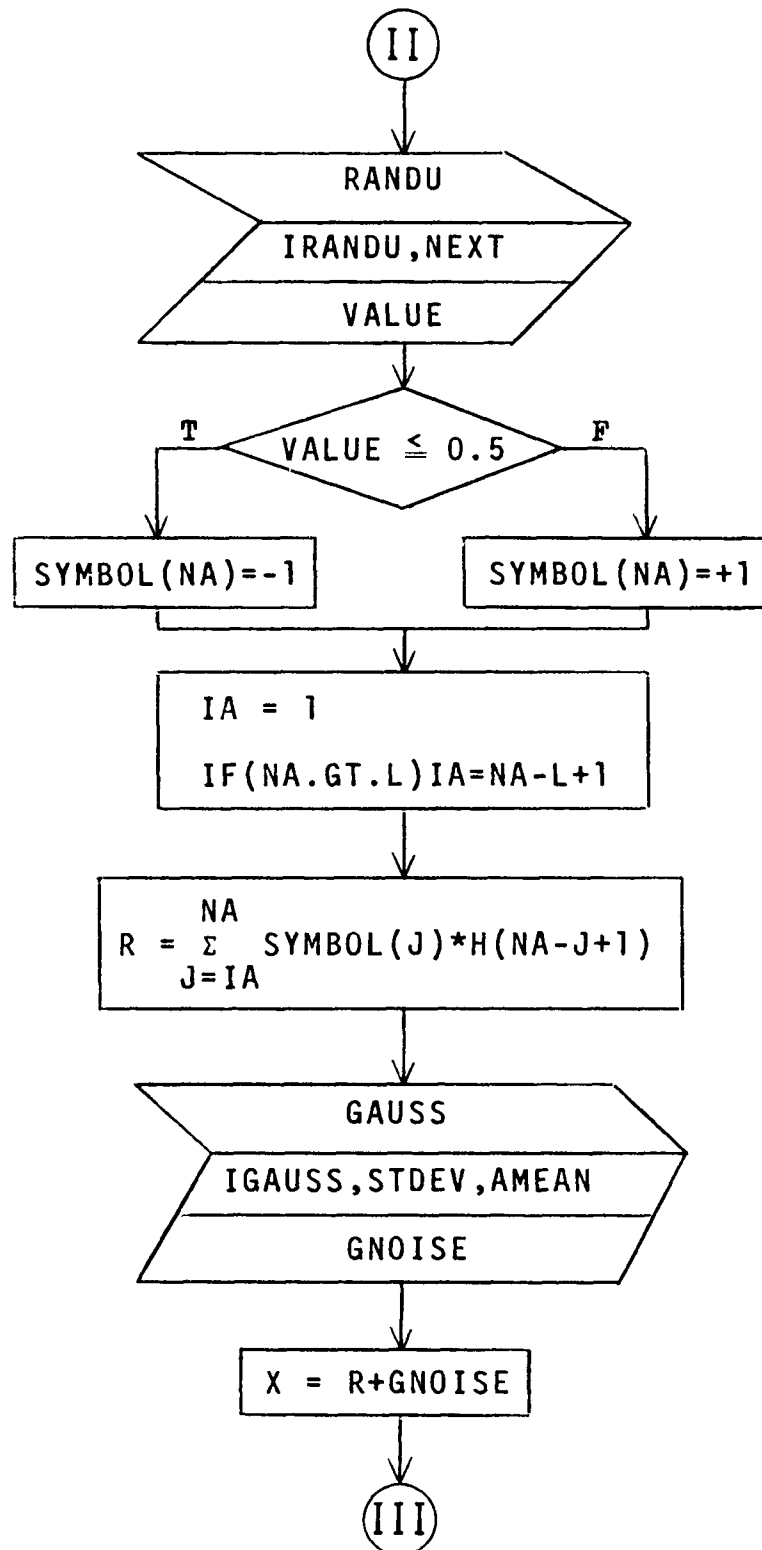 II
RANDU
IRANDU,NEXT
VALUE
T
VALUE ≦ 0.5
F
SYMBOL(NA)=-1
SYMBOL(NA)=+1
IA = 1
IF(NA.GT.L)IA=NA-L+1
NA
R = Σ SYMBOL(J)*H(NA-J+1)
J=IA
GAUSS
IGAUSS,STDEV,AMEAN
GNOISE
X = R+GNOISE
III